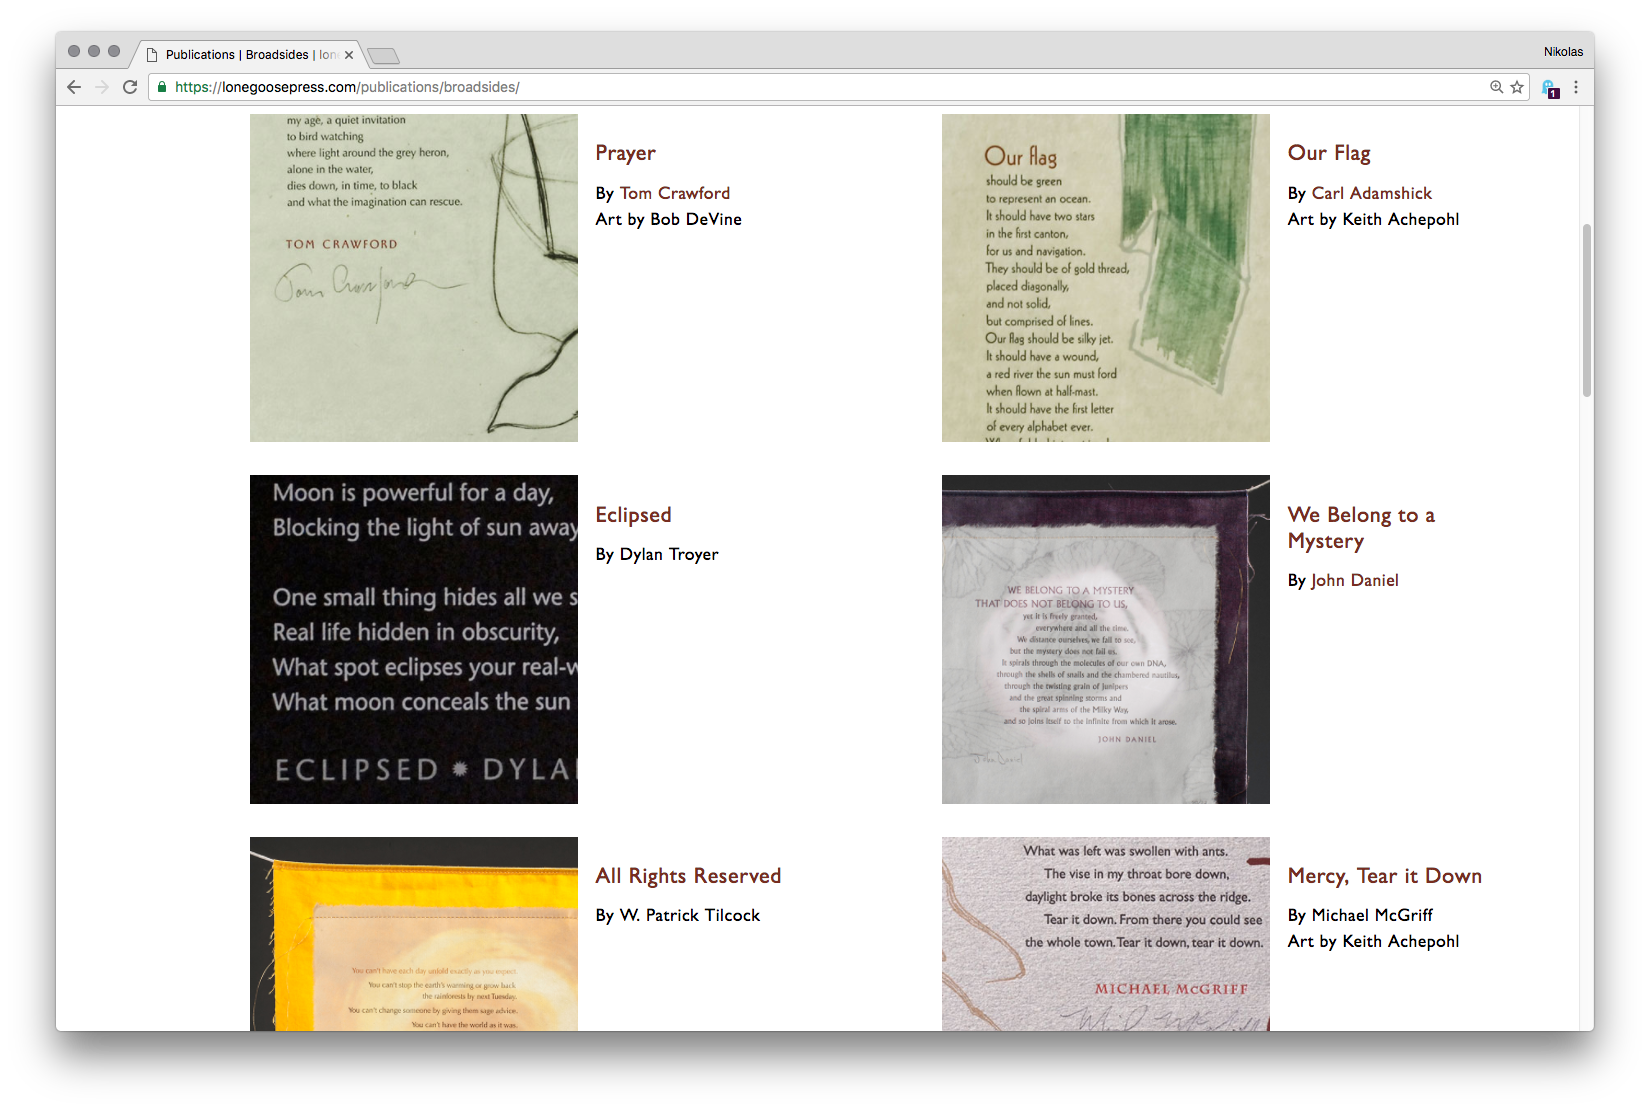 Publications | Broadsides | lon
Nikolas
https://lonegoosepress.com/publications/broadsides/
1
my age, a quiet invitation
to bird watching
where light around the grey heron,
alone in the water,
dies down, in time, to black
and what the imagination can rescue.
TOM CRAWFORD
Tom Crawford
Prayer
By Tom Crawford
Art by Bob DeVine
Our flag
should be green
to represent an ocean.
It should have two stars
in the first canton,
for us and navigation.
They should be of gold thread,
placed diagonally,
and not solid,
but comprised of lines.
Our flag should be silky jet.
It should have a wound,
a red river the sun must ford
when flown at half-mast.
It should have the first letter
of every alphabet ever.
Our Flag
By Carl Adamshick
Art by Keith Achepohl
Moon is powerful for a day,
Blocking the light of sun away
One small thing hides all we s
Real life hidden in obscurity,
What spot eclipses your real-w
What moon conceals the sun
ECLIPSED ✹ DYLA
Eclipsed
By Dylan Troyer
WE BELONG TO A MYSTERY
THAT DOES NOT BELONG TO US,
yet it is freely granted,
everywhere and all the time.
We distance ourselves, we fail to see,
but the mystery does not fail us.
It spirals through the molecules of our own DNA,
through the shells of snails and the chambered nautilus,
through the twisting grain of junipers
and the great spinning storms and
the spiral arms of the Milky Way,
and so joins itself to the infinite from which it arose.
JOHN DANIEL
John Daniel
We Belong to a
Mystery
By John Daniel
You can't have each day unfold exactly as you expect.
You can't stop the earth's warming or grow back
the rainforests by next Tuesday.
You can't change someone by giving them sage advice.
You can't have the world as it was.
All Rights Reserved
By W. Patrick Tilcock
What was left was swollen with ants.
The vise in my throat bore down,
daylight broke its bones across the ridge.
Tear it down. From there you could see
the whole town. Tear it down, tear it down.
MICHAEL McGRIFF
Mercy, Tear it Down
By Michael McGriff
Art by Keith Achepohl